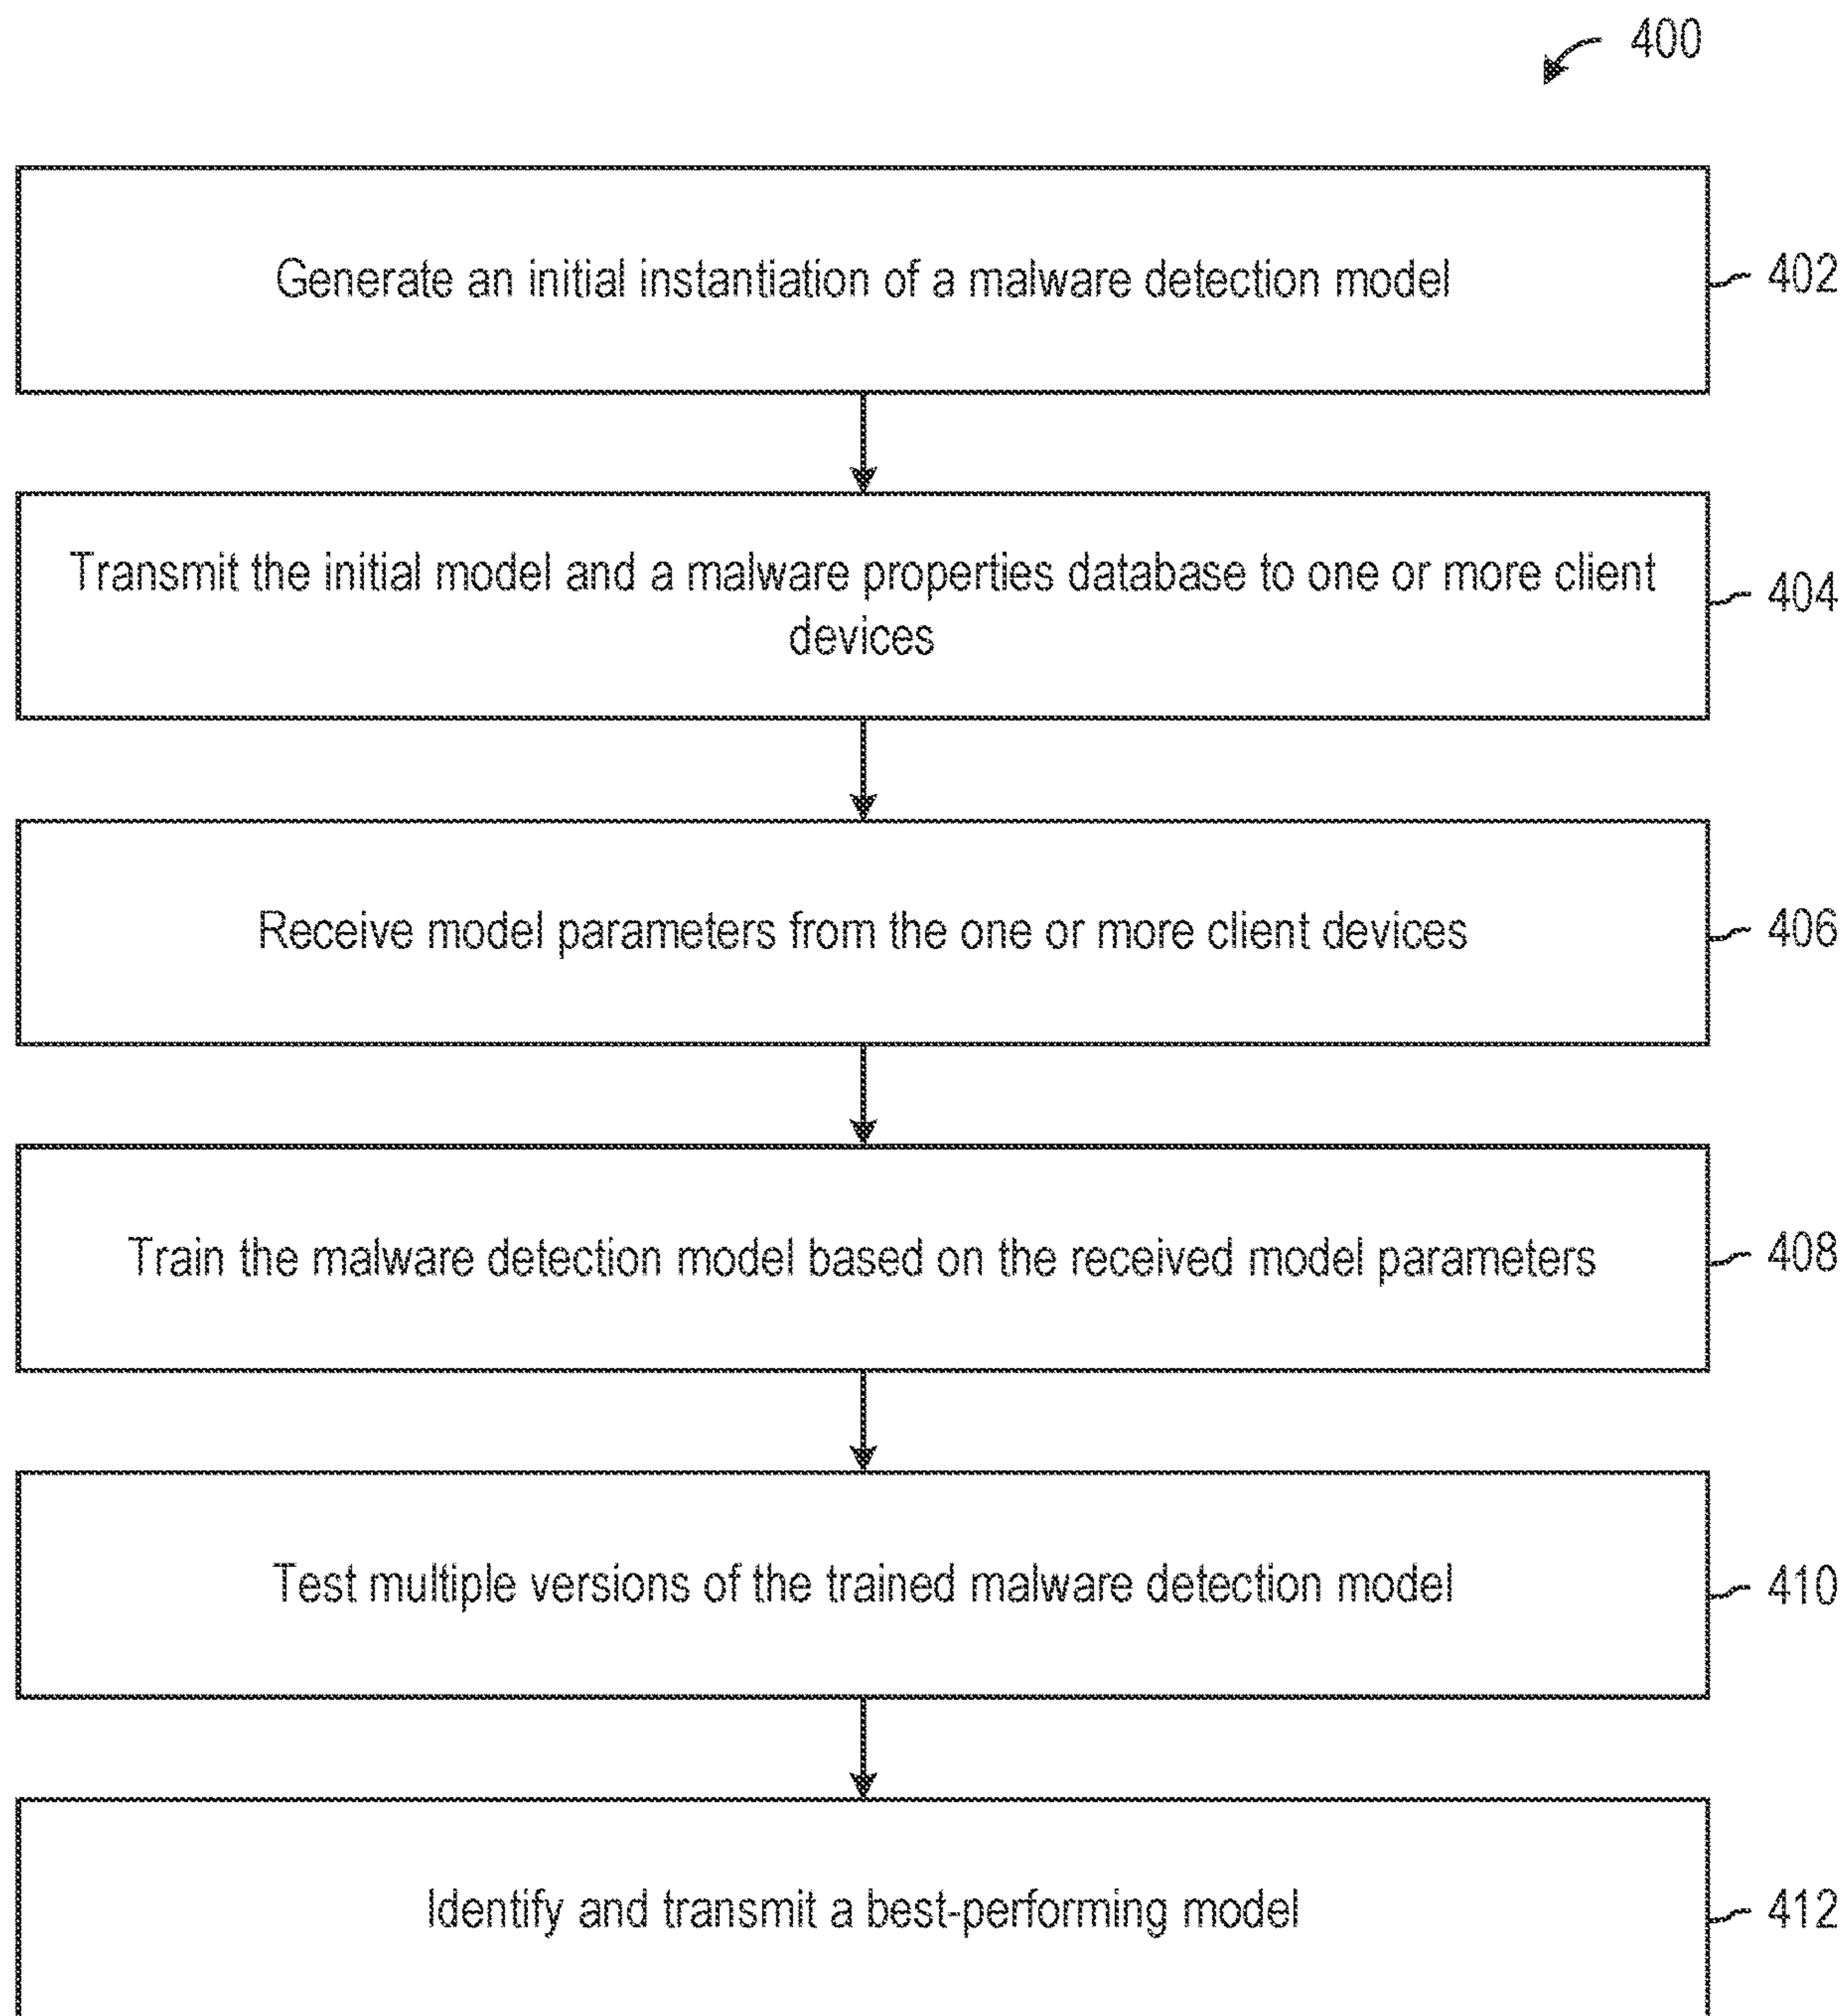 400
Generate an initial instantiation of a malware detection model
402
Transmit the initial model and a malware properties database to one or more client
devices
404
Receive model parameters from the one or more client devices
406
Train the malware detection model based on the received model parameters
408
Test multiple versions of the trained malware detection model
410
Identify and transmit a best-performing model
412